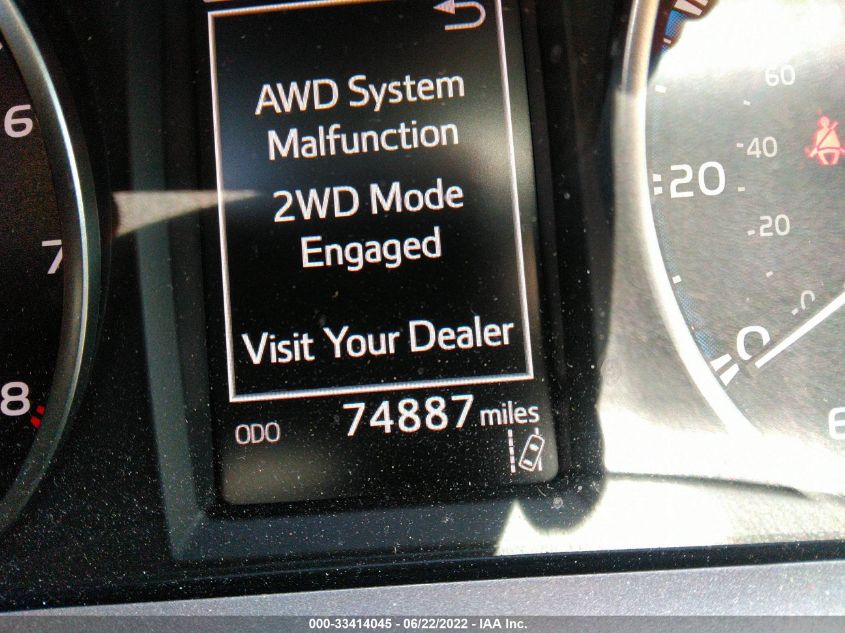 AWD System
Malfunction
2WD Mode
Engaged
Visit Your Dealer
ODO 74887 miles
6
7
8
60
40
20
20
0
0
000-33414045 - 06/22/2022 - IAA Inc.